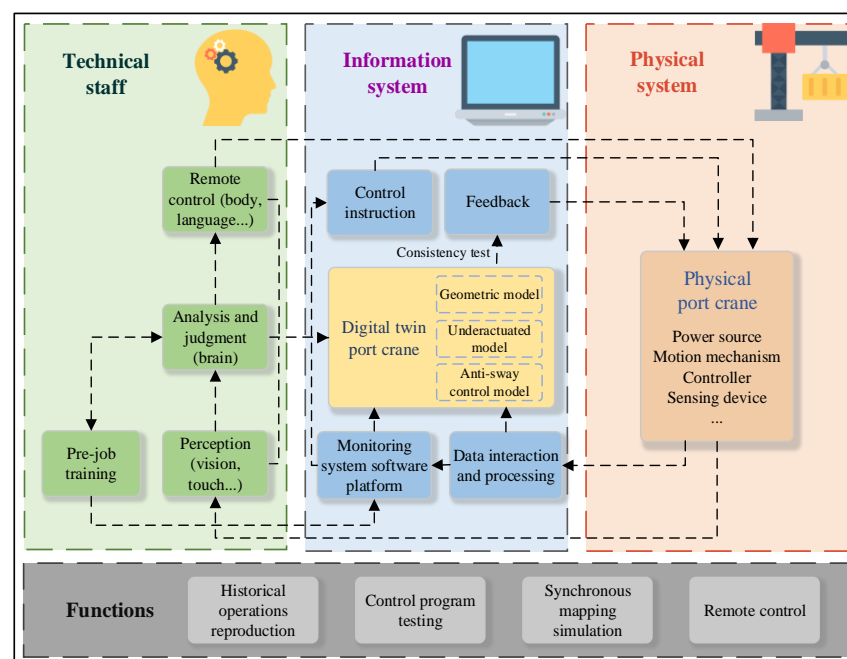 Technical
staff
Information
system
Physical
system
Remote
control (body,
language...)
Control
instruction
Feedback
Consistency test
Physical
port crane
Power source
Motion mechanism
Controller
Sensing device
...
Analysis and
judgment
(brain)
Digital twin
port crane
Geometric model
Underactuated
model
Anti-sway
control model
Pre-job
training
Perception
(vision,
touch...)
Monitoring
system software
platform
Data interaction
and processing
Functions
Historical
operations
reproduction
Control program
testing
Synchronous
mapping
simulation
Remote control